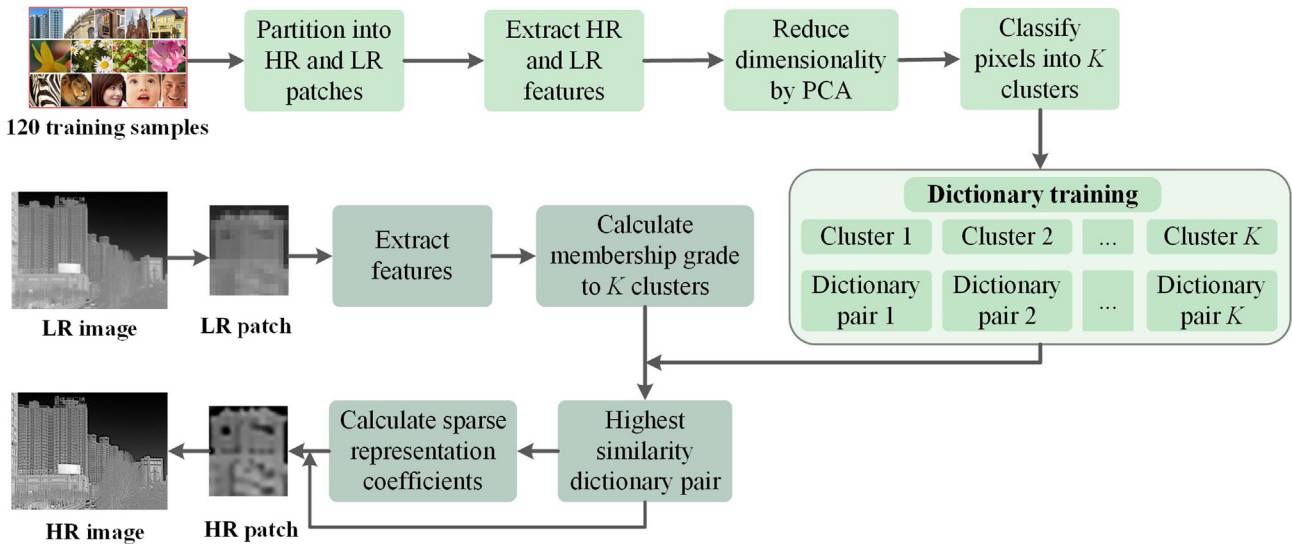 Partition into
HR and LR
patches
Extract HR
and LR
features
Reduce
dimensionality
by PCA
Classify
pixels into K
clusters
120 training samples
Dictionary training
Cluster 1
Cluster 2
...
Cluster K
Dictionary
pair 1
Dictionary
pair 2
...
Dictionary
pair K
Extract
features
Calculate
membership grade
to K clusters
LR image
LR patch
Calculate sparse
representation
coefficients
Highest
similarity
dictionary pair
HR image
HR patch